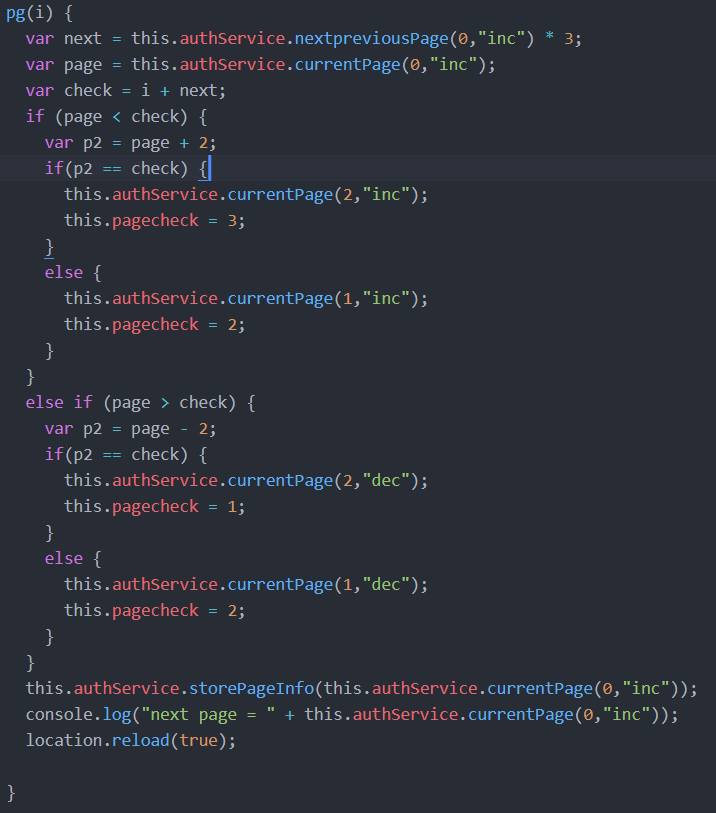 pg(i) {
var next = this.authService.nextpreviousPage(0,"inc") * 3;
var page = this.authService.currentPage(0,"inc");
var check = i + next;
if (page < check) {
var p2 = page + 2;
if(p2 == check) {
this.authService.currentPage(2,"inc");
this.pagecheck = 3;
}
else {
this.authService.currentPage(1,"inc");
this.pagecheck = 2;
}
}
else if (page > check) {
var p2 = page - 2;
if(p2 == check) {
this.authService.currentPage(2,"dec");
this.pagecheck = 1;
}
else {
this.authService.currentPage(1,"dec");
this.pagecheck = 2;
}
}
this.authService.storePageInfo(this.authService.currentPage(0,"inc"));
console.log("next page = " + this.authService.currentPage(0,"inc"));
location.reload(true);
}